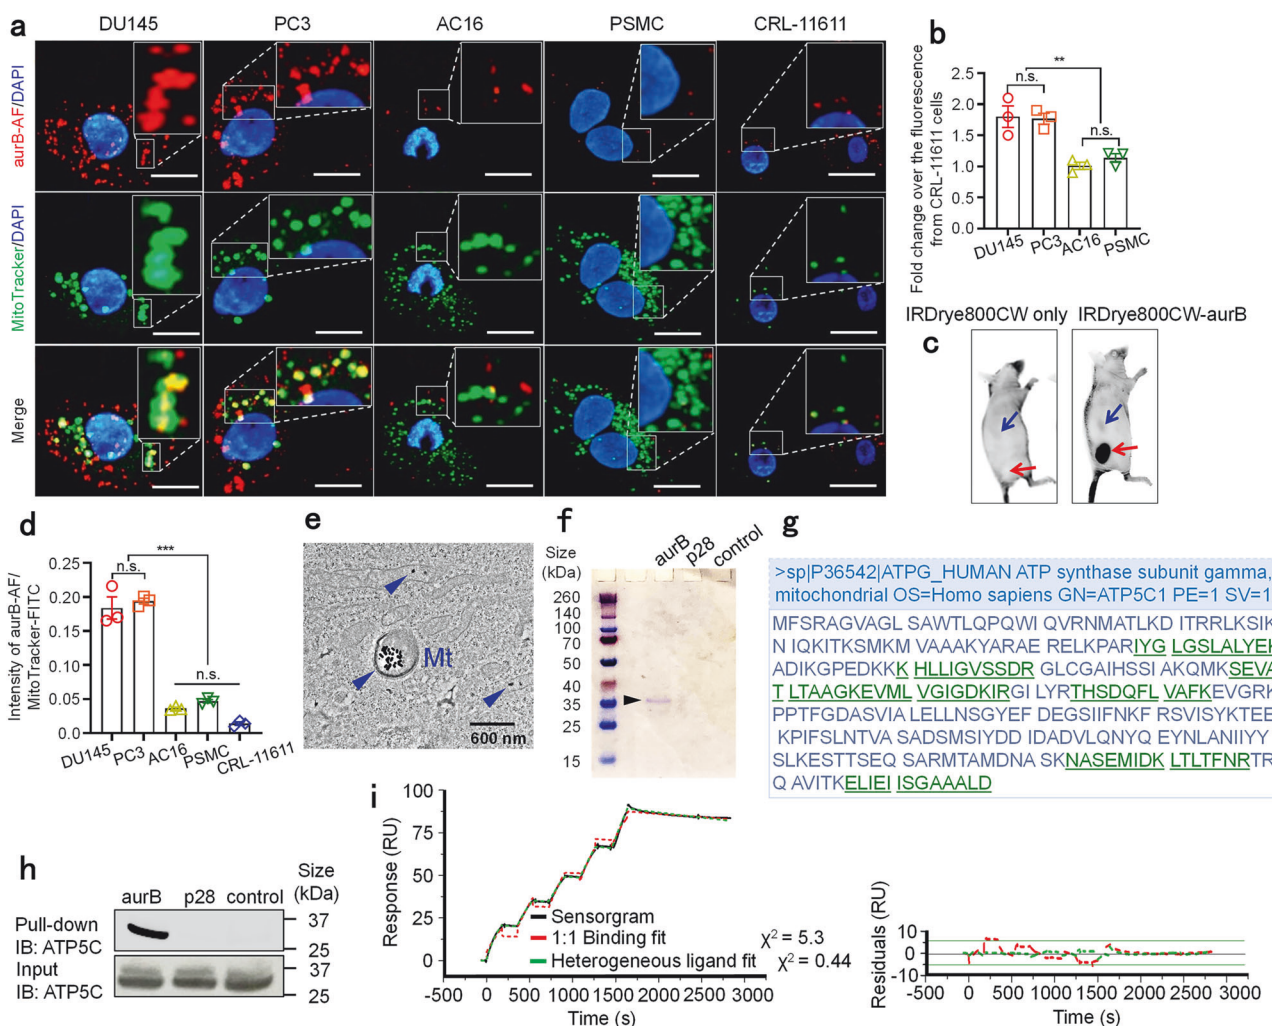 a
DU145
PC3
AC16
PSMC
CRL-11611
aurB-AF/DAPI
MitoTracker/DAPI
Merge
b
Fold change over the fluorescence
from CRL-11611 cells
2.5
2.0
1.5
1.0
0.5
0.0
n.s.
**
n.s.
DU145
PC3
AC16
PSMC
IRDrye800CW only
IRDrye800CW-aurB
c
d
Intensity of aurB-AF/
MitoTracker-FITC
0.25
0.20
0.15
0.10
0.05
0.0
n.s.
***
n.s.
DU145
PC3
AC16
PSMC
CRL-11611
e
Mt
600 nm
f
Size
(kDa)
aurB
p28
control
260
140
100
70
50
40
35
25
15
g
>sp|P36542|ATPG_HUMAN ATP synthase subunit gamma,
mitochondrial OS=Homo sapiens GN=ATP5C1 PE=1 SV=1
MFSRAGVAGL SAWTLQPQWI QVRNMATLKD ITRRLKSIK
N IQKITKSMKM VAAAKYARAE RELKPARIYG LGSLALYEK
ADIKGPEDKK K HLLIGVSSDR GLCGAIHSSI AKQMKSEVA
T LTAAGKEVML VGIGDKIRGI LYRTHSDQFL VAFKEVGRK
PPTFGDASVIA LELLNSGYEF DEGSIIFNKF RSVISYKTEE
KPIFSLNTVA SADSMSIYDD IDADVLQNYQ EYNLANIIYY
SLKESTTSEQ SARMTAMDNA SKNASEMIDK LTLTFNRTR
Q AVITKELIEI ISGAAALD
h
aurB
p28
control
Size
(kDa)
Pull-down
IB: ATP5C
37
25
Input
IB: ATP5C
37
25
i
Response (RU)
100
75
50
25
0
Sensorgram
1:1 Binding fit
Heterogeneous ligand fit
χ² = 5.3
χ² = 0.44
-500 0 500 1000 1500 2000 2500 3000
Time (s)
Residuals (RU)
10
0
-10
-500 0 500 1000 1500 2000 2500 3000
Time (s)